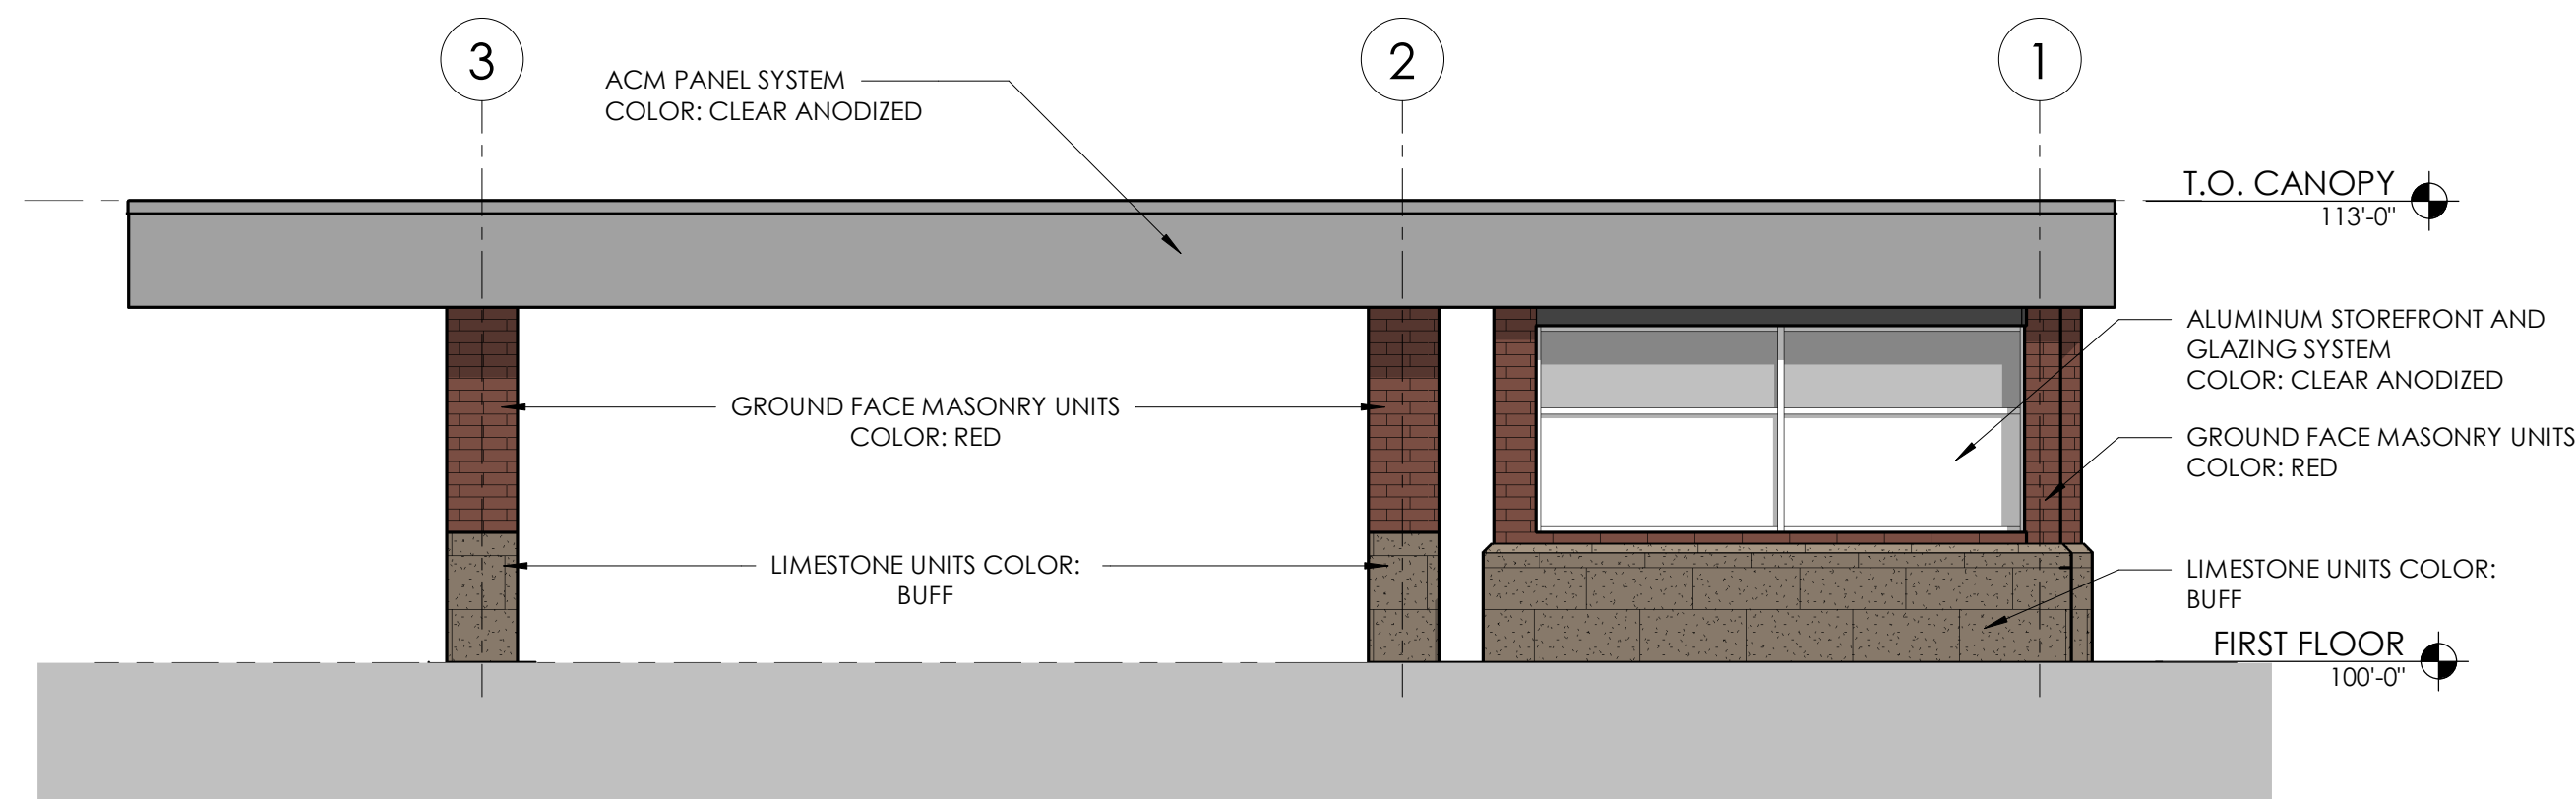 3
2
1
ACM PANEL SYSTEM
COLOR: CLEAR ANODIZED
T.O. CANOPY
113'-0"
ALUMINUM STOREFRONT AND
GLAZING SYSTEM
COLOR: CLEAR ANODIZED
GROUND FACE MASONRY UNITS
COLOR: RED
GROUND FACE MASONRY UNITS
COLOR: RED
LIMESTONE UNITS COLOR:
BUFF
LIMESTONE UNITS COLOR:
BUFF
FIRST FLOOR
100'-0"